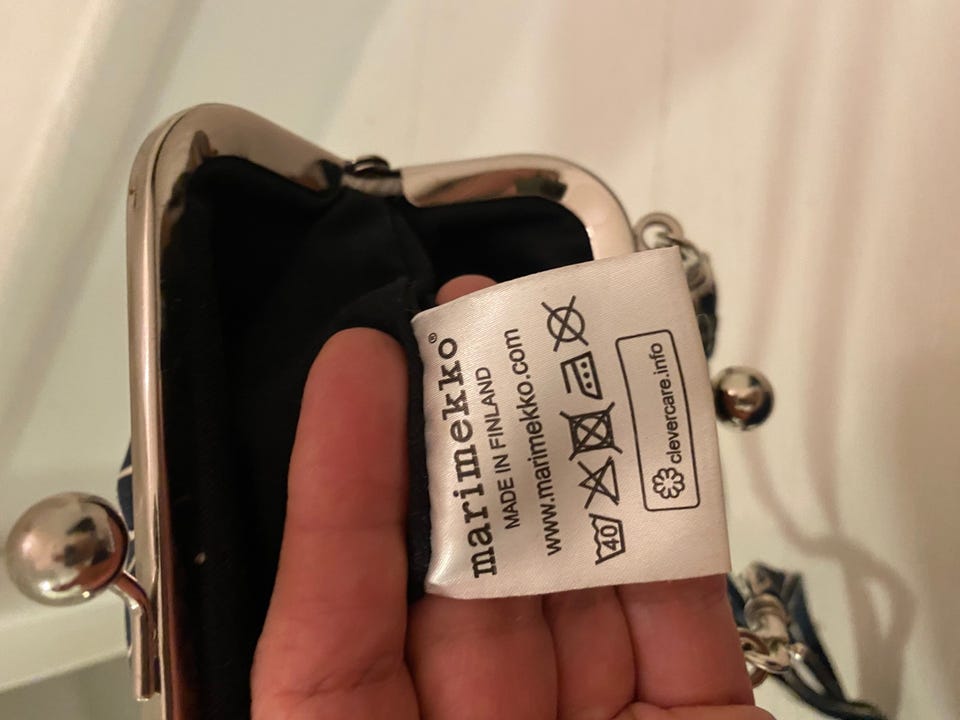 marimekko®
MADE IN FINLAND
www.marimekko.com
40
clevercare.info